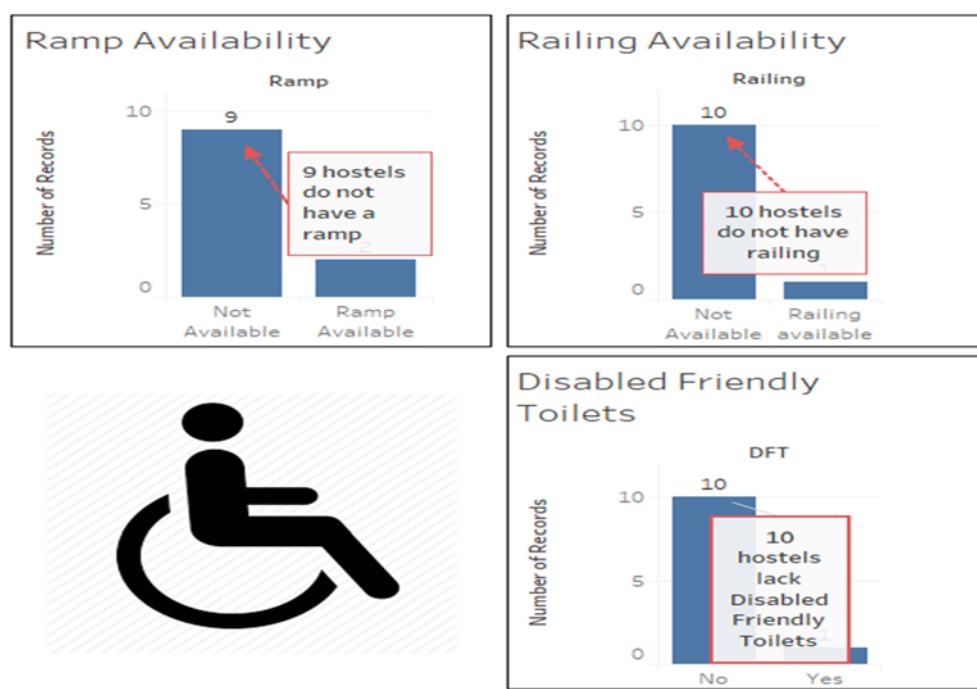 Ramp Availability
Ramp
Number of Records
10
5
0
9
2
9 hostels
do not
have a
ramp
Not
Available
Ramp
Available
Railing Availability
Railing
Number of Records
10
5
0
10
1
10 hostels
do not have
railing
Not
Available
Railing
available
Disabled Friendly
Toilets
DFT
Number of Records
10
5
0
10
1
10
hostels
lack
Disabled
Friendly
Toilets
No
Yes